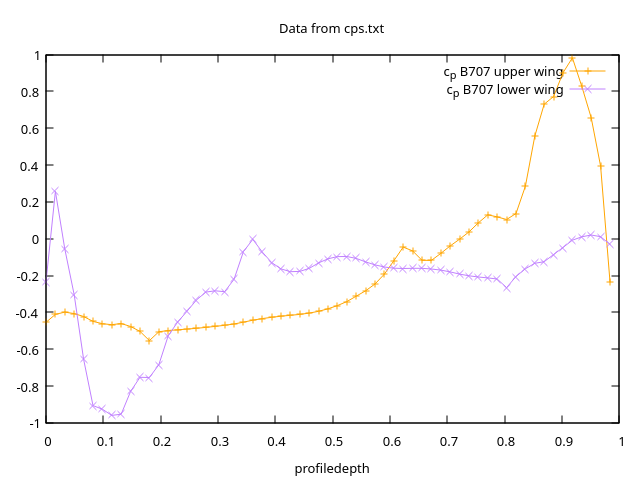 Data from cps.txt
1
0.8
0.6
0.4
0.2
0
-0.2
-0.4
-0.6
-0.8
-1
cp B707 upper wing
cp B707 lower wing
0 0.1 0.2 0.3 0.4 0.5 0.6 0.7 0.8 0.9 1
profiledepth